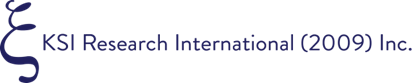 ξ KSI Research International (2009) Inc.